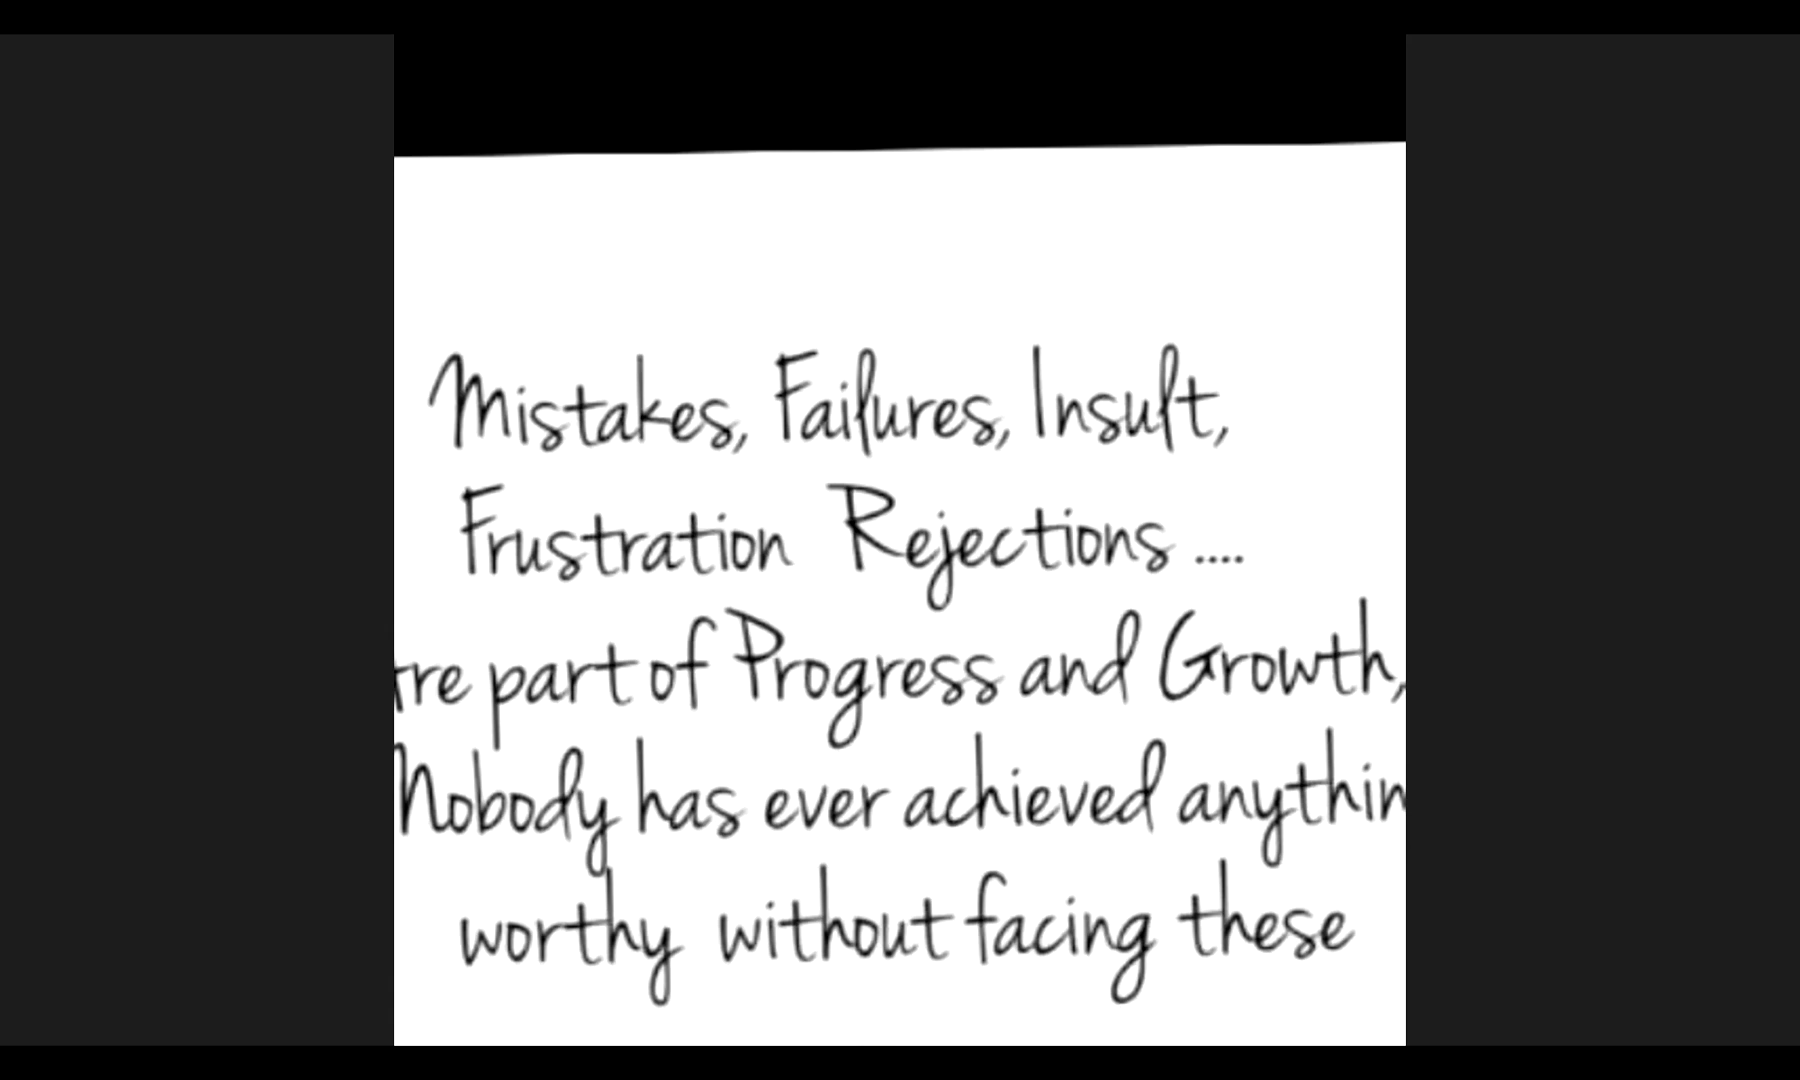 Mistakes, Failures, Insult,
Frustration Rejections ....
re part of Progress and Growth,
Nobody has ever achieved anythin
worthy without facing these